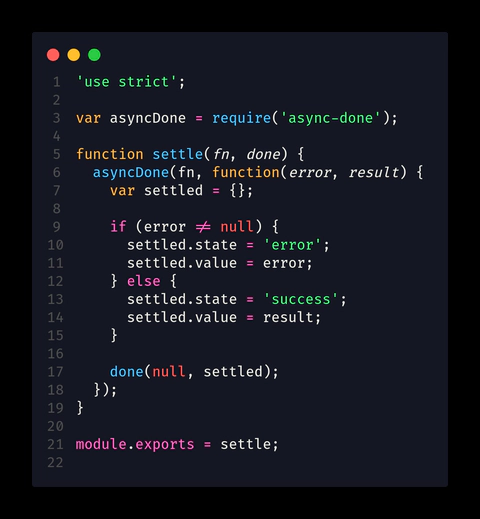 1 'use strict';
2
3 var asyncDone = require('async-done');
4
5 function settle(fn, done) {
6   asyncDone(fn, function(error, result) {
7     var settled = {};
8
9     if (error != null) {
10       settled.state = 'error';
11       settled.value = error;
12     } else {
13       settled.state = 'success';
14       settled.value = result;
15     }
16
17     done(null, settled);
18   });
19 }
20
21 module.exports = settle;
22